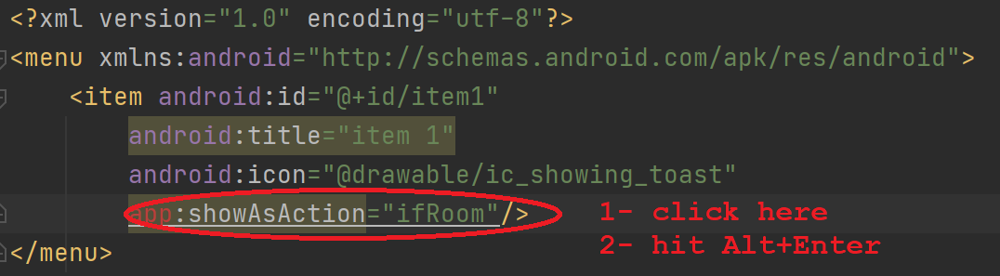 <?xml version="1.0" encoding="utf-8"?>
<menu xmlns:android="http://schemas.android.com/apk/res/android">
<item android:id="@+id/item1"
android:title="item 1"
android:icon="@drawable/ic_showing_toast"
app:showAsAction="ifRoom"/>
1- click here
2- hit Alt+Enter
</menu>